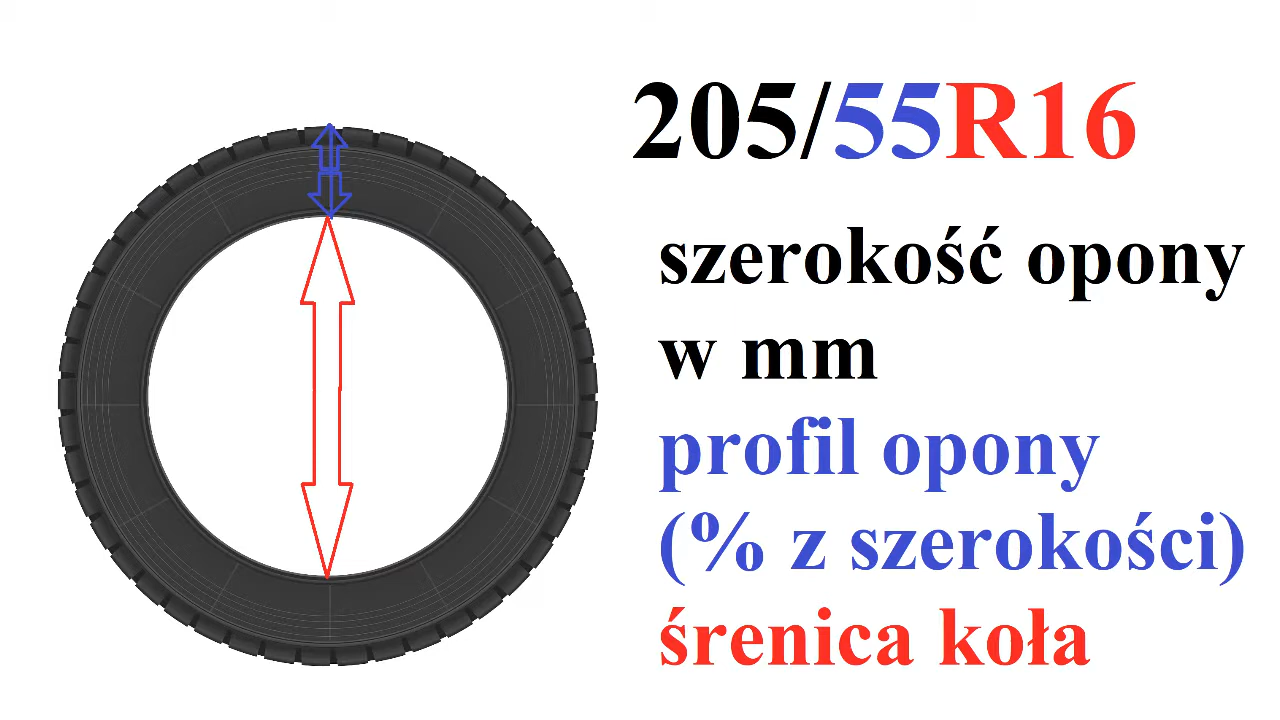 205/55R16
szerokość opony
w mm
profil opony
(% z szerokości)
śrenica koła